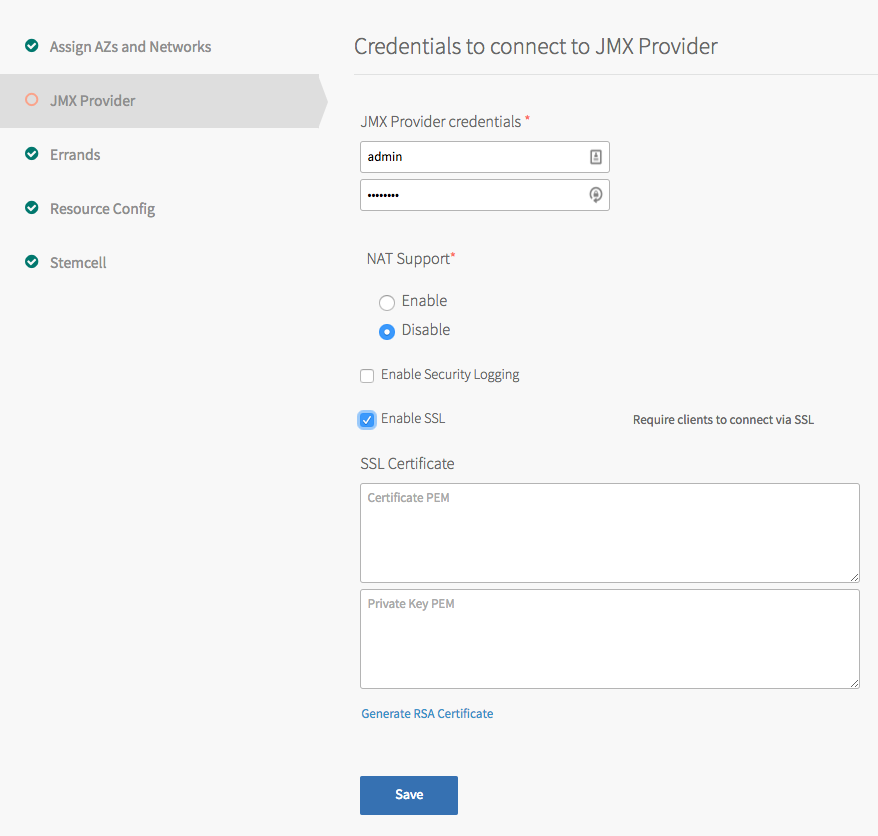 Assign AZs and Networks
JMX Provider
Errands
Resource Config
Stemcell
Credentials to connect to JMX Provider
JMX Provider credentials *
admin
••••••••
NAT Support*
Enable
Disable
Enable Security Logging
Enable SSL
Require clients to connect via SSL
SSL Certificate
Certificate PEM
Private Key PEM
Generate RSA Certificate
Save